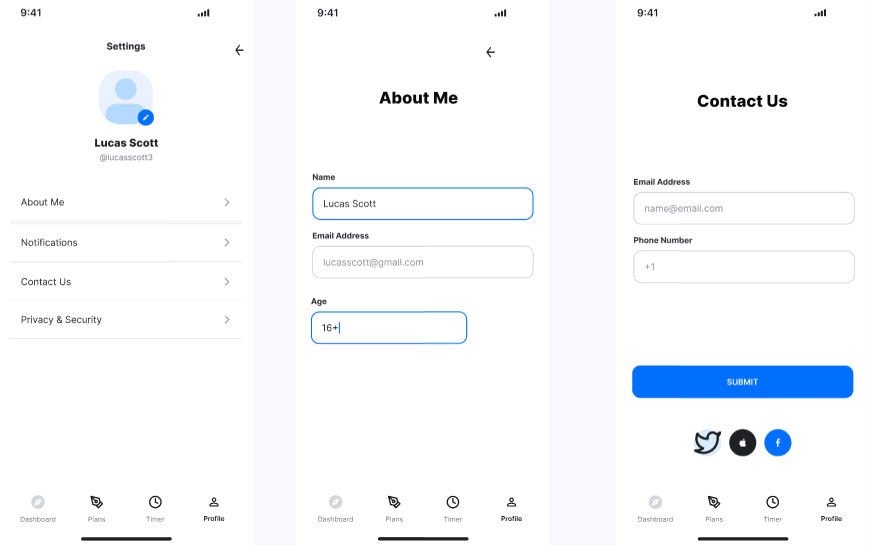 9:41
Settings
Lucas Scott
@lucasscott3
About Me
Notifications
Contact Us
Privacy & Security
Dashboard
Plans
Timer
Profile
9:41
About Me
Name
Lucas Scott
Email Address
lucasscott@gmail.com
Age
16+
Dashboard
Plans
Timer
Profile
9:41
Contact Us
Email Address
name@email.com
Phone Number
+1
SUBMIT
Dashboard
Plans
Timer
Profile